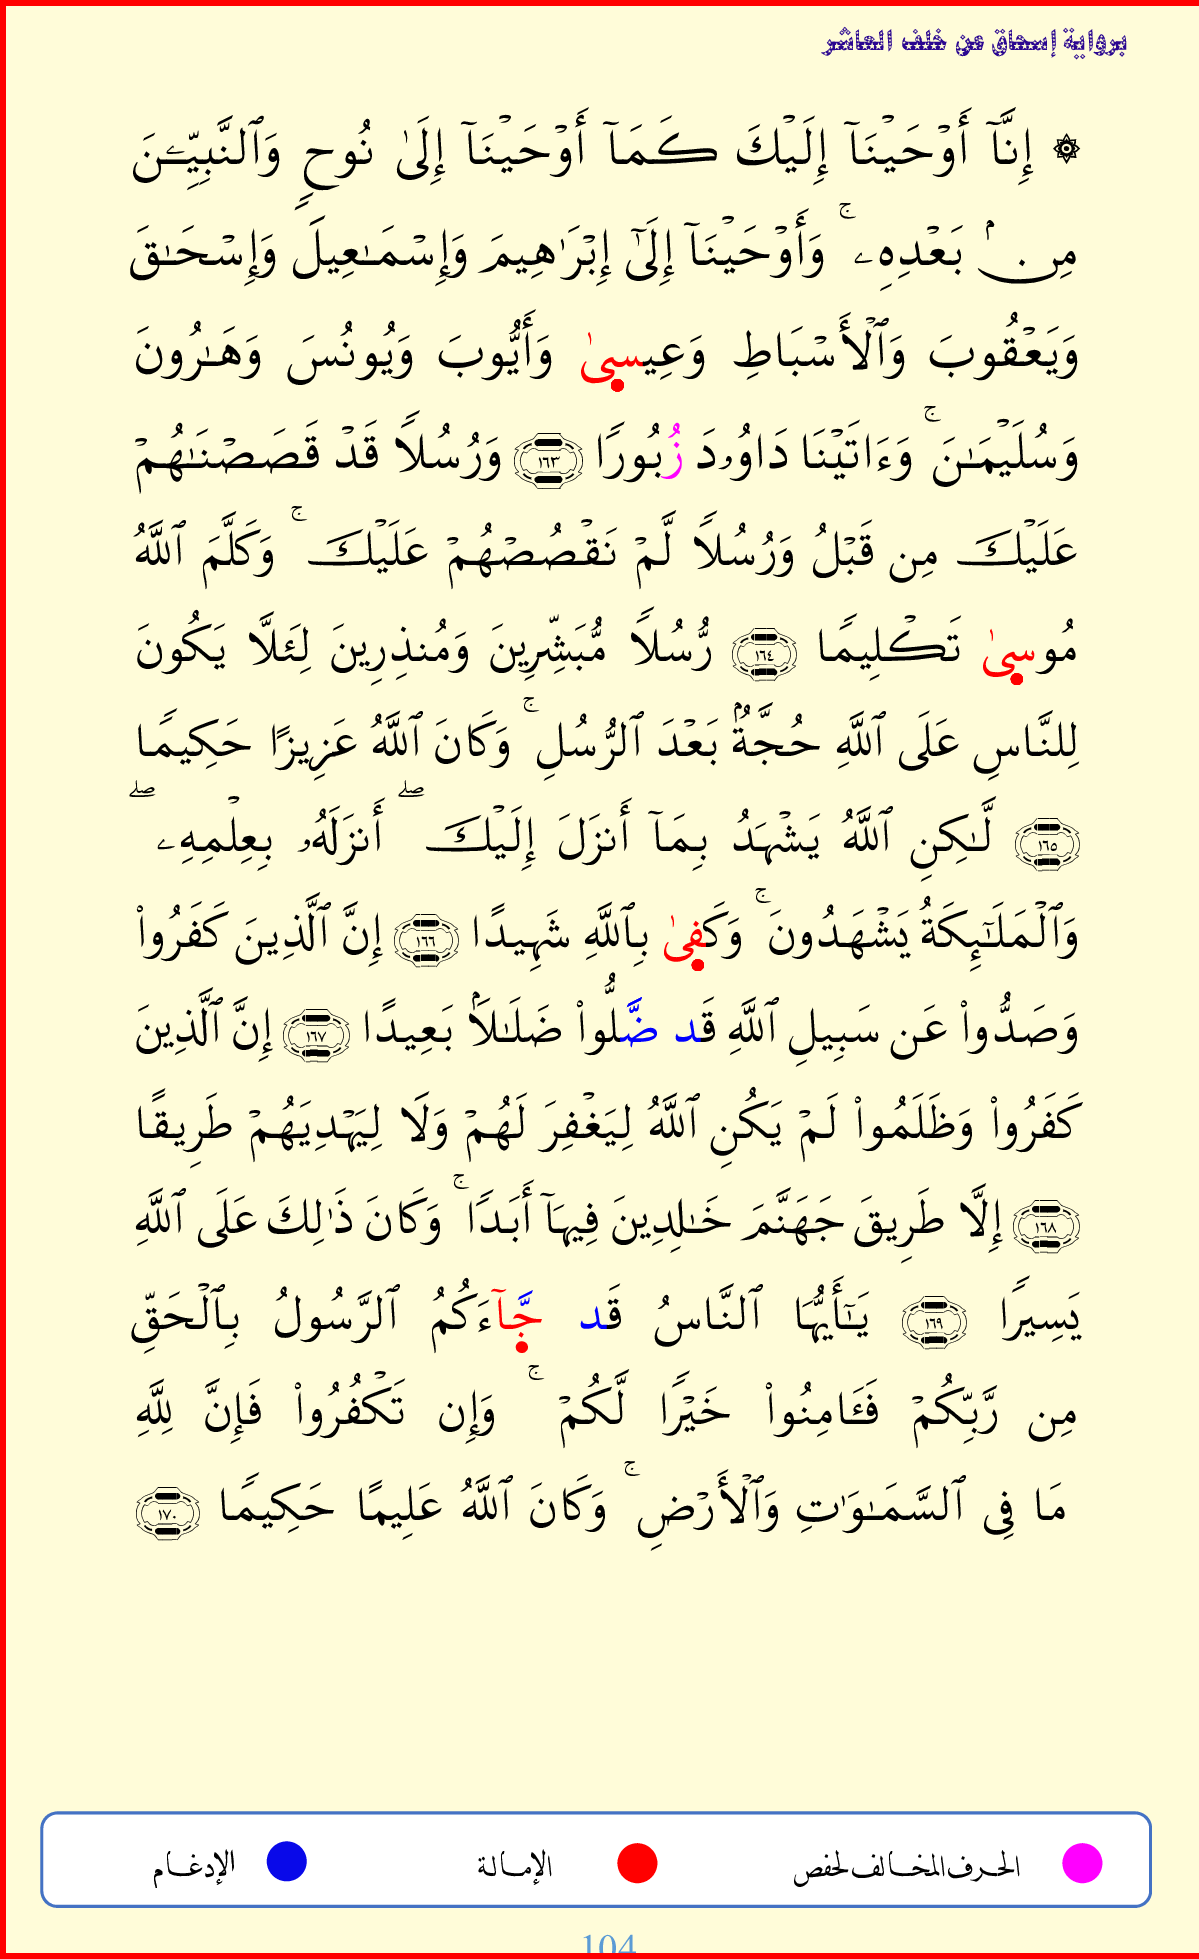 برواية إسحاق عن خلف العاشر
۞ إِنَّآ أَوۡحَيۡنَآ إِلَيۡكَ كَمَآ أَوۡحَيۡنَآ إِلَىٰ نُوحٖ وَٱلنَّبِيِّـۧنَ
مِنۢ بَعۡدِهِۦۚ وَأَوۡحَيۡنَآ إِلَىٰٓ إِبۡرَٰهِيمَ وَإِسۡمَٰعِيلَ وَإِسۡحَٰقَ
وَيَعۡقُوبَ وَٱلۡأَسۡبَاطِ وَعِيسىٰ وَأَيُّوبَ وَيُونُسَ وَهَٰرُونَ
وَسُلَيۡمَٰنَۚ وَءَاتَيۡنَا دَاوُۥدَ زُبُورٗا ١٦٣ وَرُسُلٗا قَدۡ قَصَصۡنَٰهُمۡ
عَلَيۡكَ مِن قَبۡلُ وَرُسُلٗا لَّمۡ نَقۡصُصۡهُمۡ عَلَيۡكَۚ وَكَلَّمَ ٱللَّهُ
مُوسىٰ تَكۡلِيمٗا ١٦٤ رُّسُلٗا مُّبَشِّرِينَ وَمُنذِرِينَ لِئَلَّا يَكُونَ
لِلنَّاسِ عَلَى ٱللَّهِ حُجَّةُۢ بَعۡدَ ٱلرُّسُلِۚ وَكَانَ ٱللَّهُ عَزِيزًا حَكِيمٗا
١٦٥ لَّٰكِنِ ٱللَّهُ يَشۡهَدُ بِمَآ أَنزَلَ إِلَيۡكَۖ أَنزَلَهُۥ بِعِلۡمِهِۦۖ
وَٱلۡمَلَٰٓئِكَةُ يَشۡهَدُونَۚ وَكَفىٰ بِٱللَّهِ شَهِيدًا ١٦٦ إِنَّ ٱلَّذِينَ كَفَرُواْ
وَصَدُّواْ عَن سَبِيلِ ٱللَّهِ قَد ضَّلُّواْ ضَلَٰلَۢا بَعِيدًا ١٦٧ إِنَّ ٱلَّذِينَ
كَفَرُواْ وَظَلَمُواْ لَمۡ يَكُنِ ٱللَّهُ لِيَغۡفِرَ لَهُمۡ وَلَا لِيَهۡدِيَهُمۡ طَرِيقًا
١٦٨ إِلَّا طَرِيقَ جَهَنَّمَ خَٰلِدِينَ فِيهَآ أَبَدٗاۚ وَكَانَ ذَٰلِكَ عَلَى ٱللَّهِ
يَسِيرٗا ١٦٩ يَٰٓأَيُّهَا ٱلنَّاسُ قَد جَّآءَكُمُ ٱلرَّسُولُ بِٱلۡحَقِّ
مِن رَّبِّكُمۡ فَـَٔامِنُواْ خَيۡرٗا لَّكُمۡۚ وَإِن تَكۡفُرُواْ فَإِنَّ لِلَّهِ
مَا فِي ٱلسَّمَٰوَٰتِ وَٱلۡأَرۡضِۚ وَكَانَ ٱللَّهُ عَلِيمًا حَكِيمٗا ١٧٠
الحرف المخالف لحفص الإمالة الإدغام
104